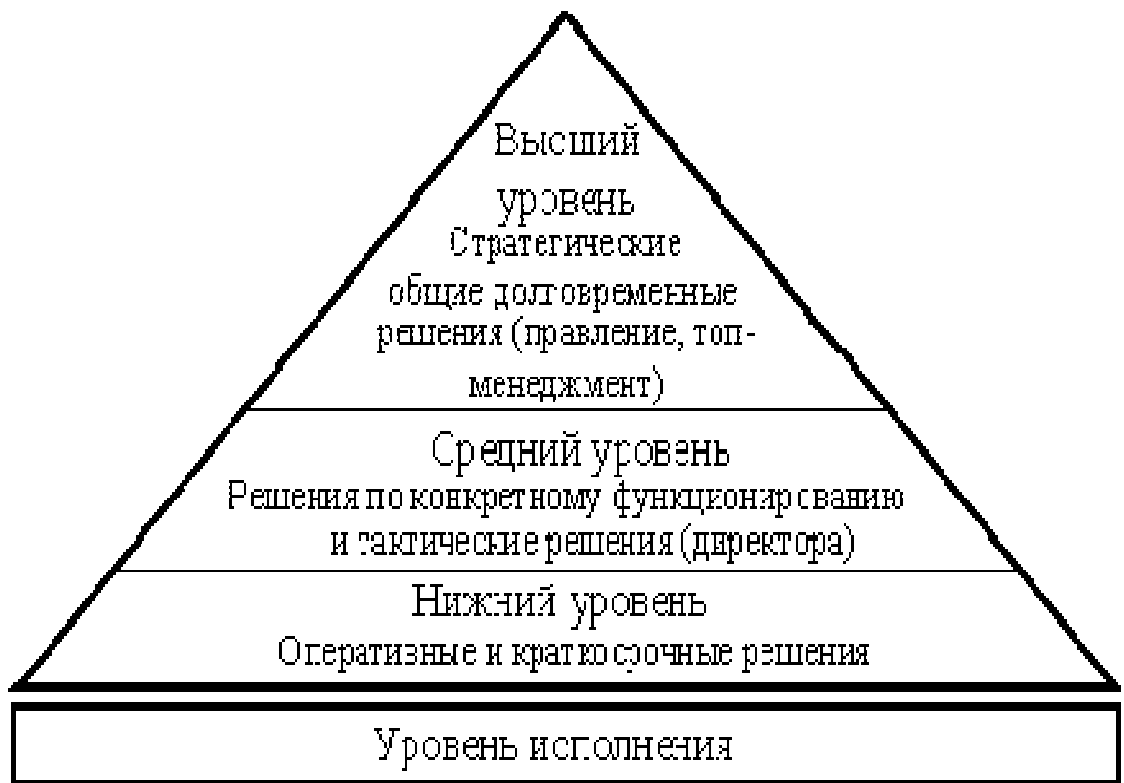 Высший
уровень
Стратегические
общие долговременные
решения (правление, топ-
менеджмент)
Средний уровень
Решения по конкретному функционированию
и тактические решения (директора)
Нижний уровень
Оперативные и краткосрочные решения
Уровень исполнения